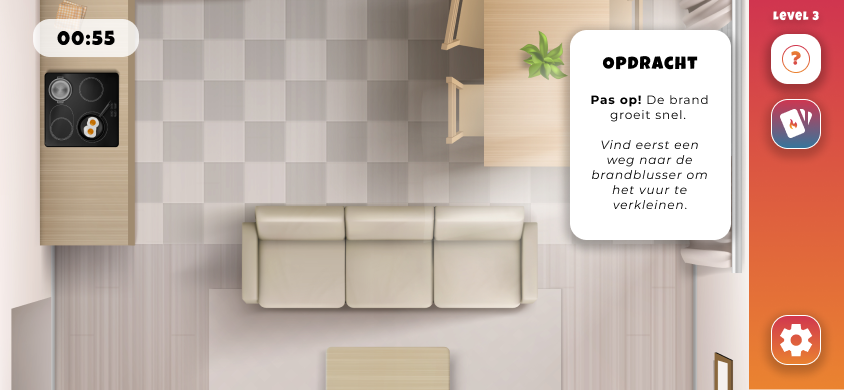 00:55
Level 3
?
OPDRACHT
Pas op! De brand
groeit snel.
Vind eerst een
weg naar de
brandblusser om
het vuur te
verkleinen.